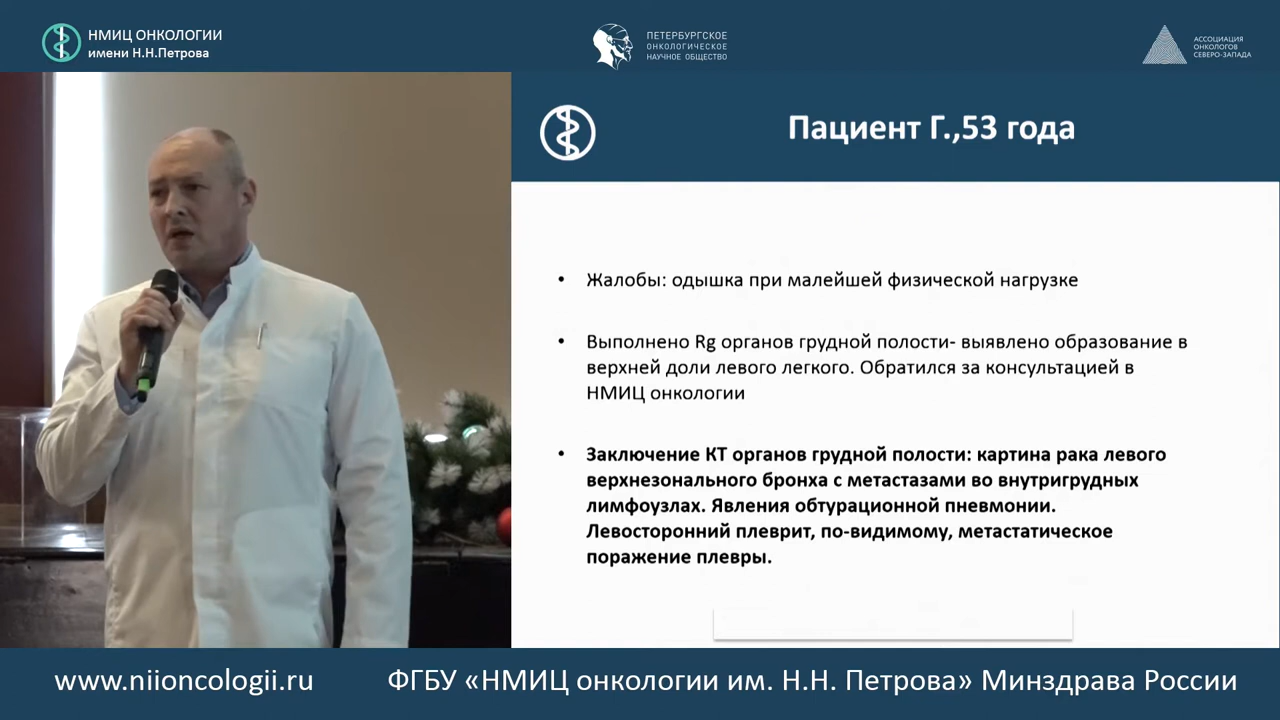 НМИЦ ОНКОЛОГИИ
имени Н.Н.Петрова
ПЕТЕРБУРГСКОЕ
ОНКОЛОГИЧЕСКОЕ
НАУЧНОЕ ОБЩЕСТВО
АССОЦИАЦИЯ
ОНКОЛОГОВ
СЕВЕРО-ЗАПАДА
Пациент Г.,53 года
• Жалобы: одышка при малейшей физической нагрузке
• Выполнено Rg органов грудной полости- выявлено образование в
верхней доли левого легкого. Обратился за консультацией в
НМИЦ онкологии
• Заключение КТ органов грудной полости: картина рака левого
верхнезонального бронха с метастазами во внутригрудных
лимфоузлах. Явления обтурационной пневмонии.
Левосторонний плеврит, по-видимому, метастатическое
поражение плевры.
www.niioncologii.ru
ФГБУ «НМИЦ онкологии им. Н.Н. Петрова» Минздрава России